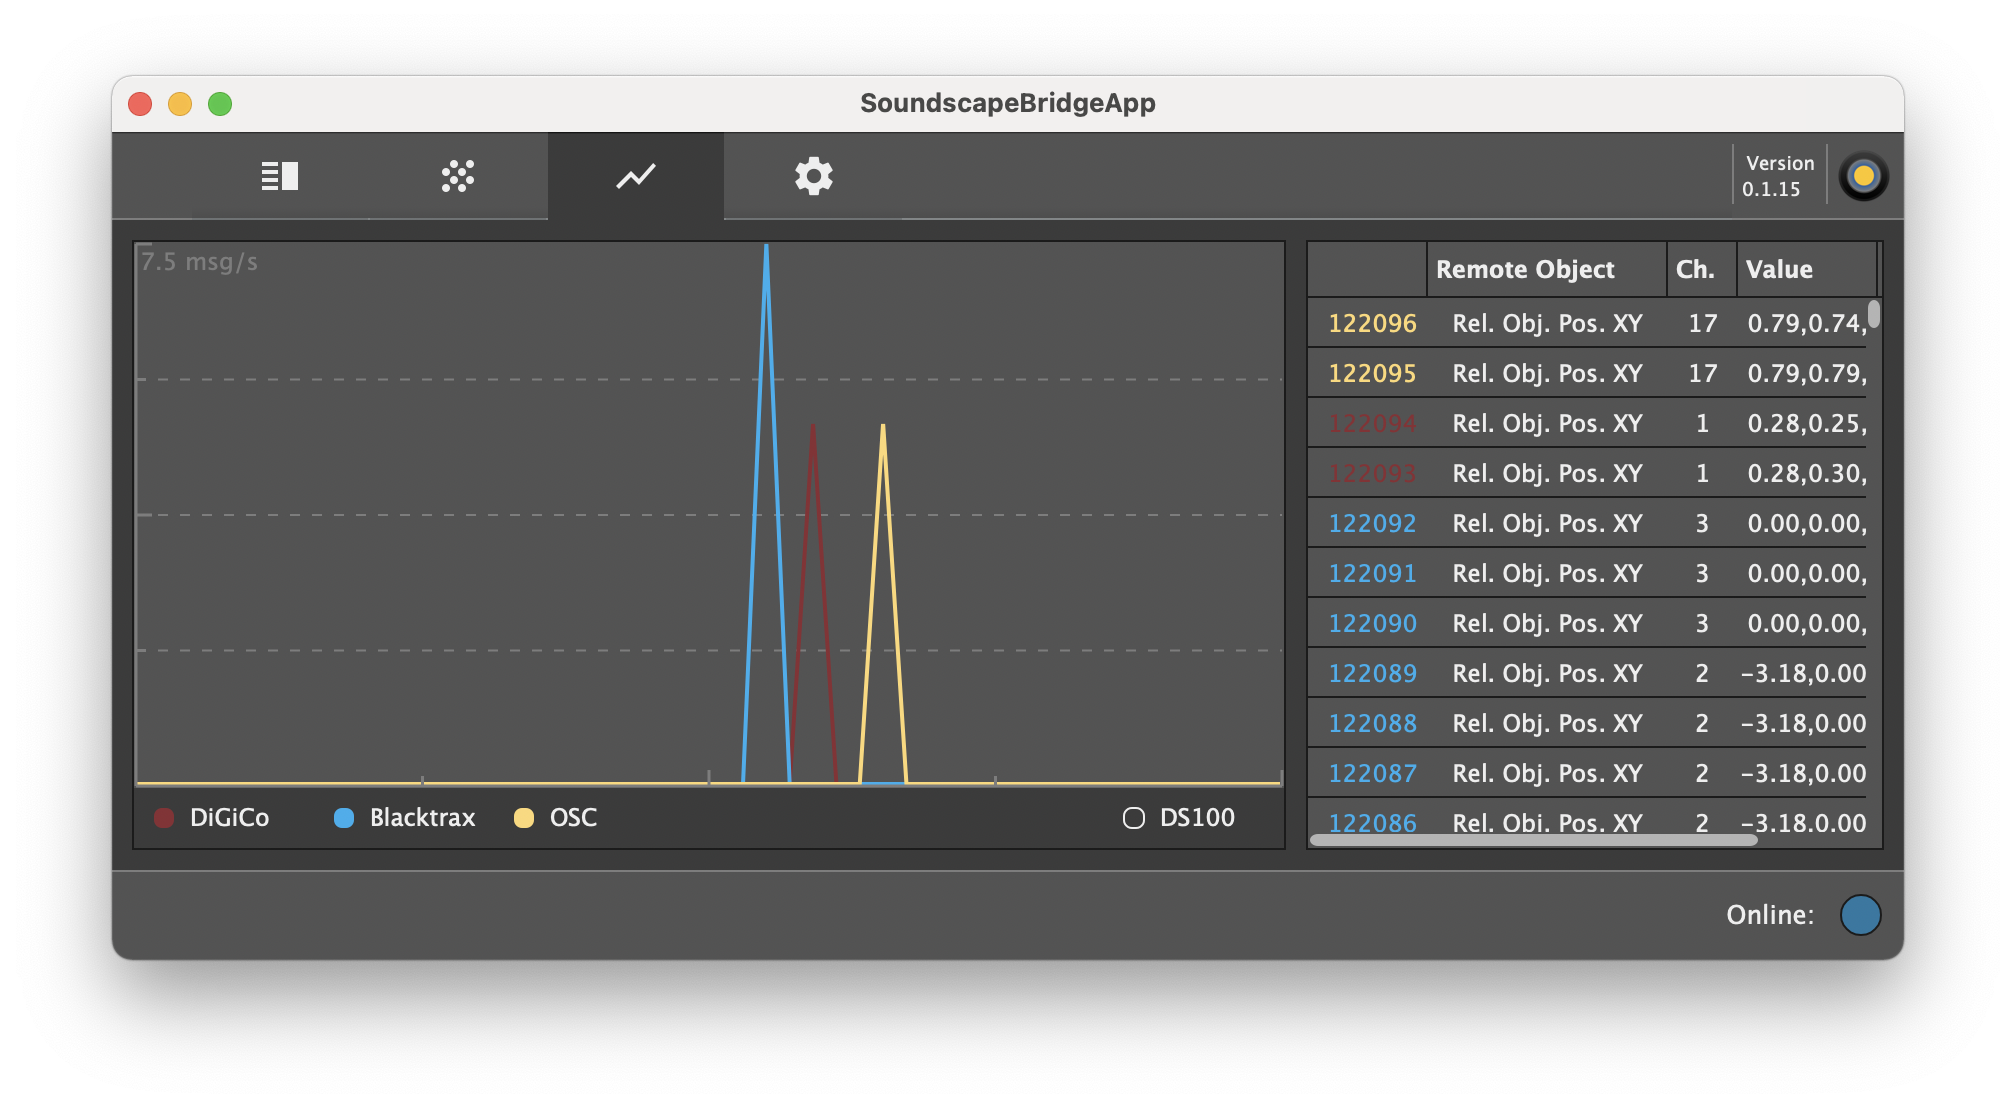 SoundscapeBridgeApp
Version
0.1.15
7.5 msg/s
DiGiCo Blacktrax OSC DS100
Remote Object Ch. Value
122096 Rel. Obj. Pos. XY 17 0.79,0.74,
122095 Rel. Obj. Pos. XY 17 0.79,0.79,
122094 Rel. Obj. Pos. XY 1 0.28,0.25,
122093 Rel. Obj. Pos. XY 1 0.28,0.30,
122092 Rel. Obj. Pos. XY 3 0.00,0.00,
122091 Rel. Obj. Pos. XY 3 0.00,0.00,
122090 Rel. Obj. Pos. XY 3 0.00,0.00,
122089 Rel. Obj. Pos. XY 2 -3.18,0.00
122088 Rel. Obj. Pos. XY 2 -3.18,0.00
122087 Rel. Obj. Pos. XY 2 -3.18,0.00
122086 Rel. Obj. Pos. XY 2 -3.18,0.00
Online: